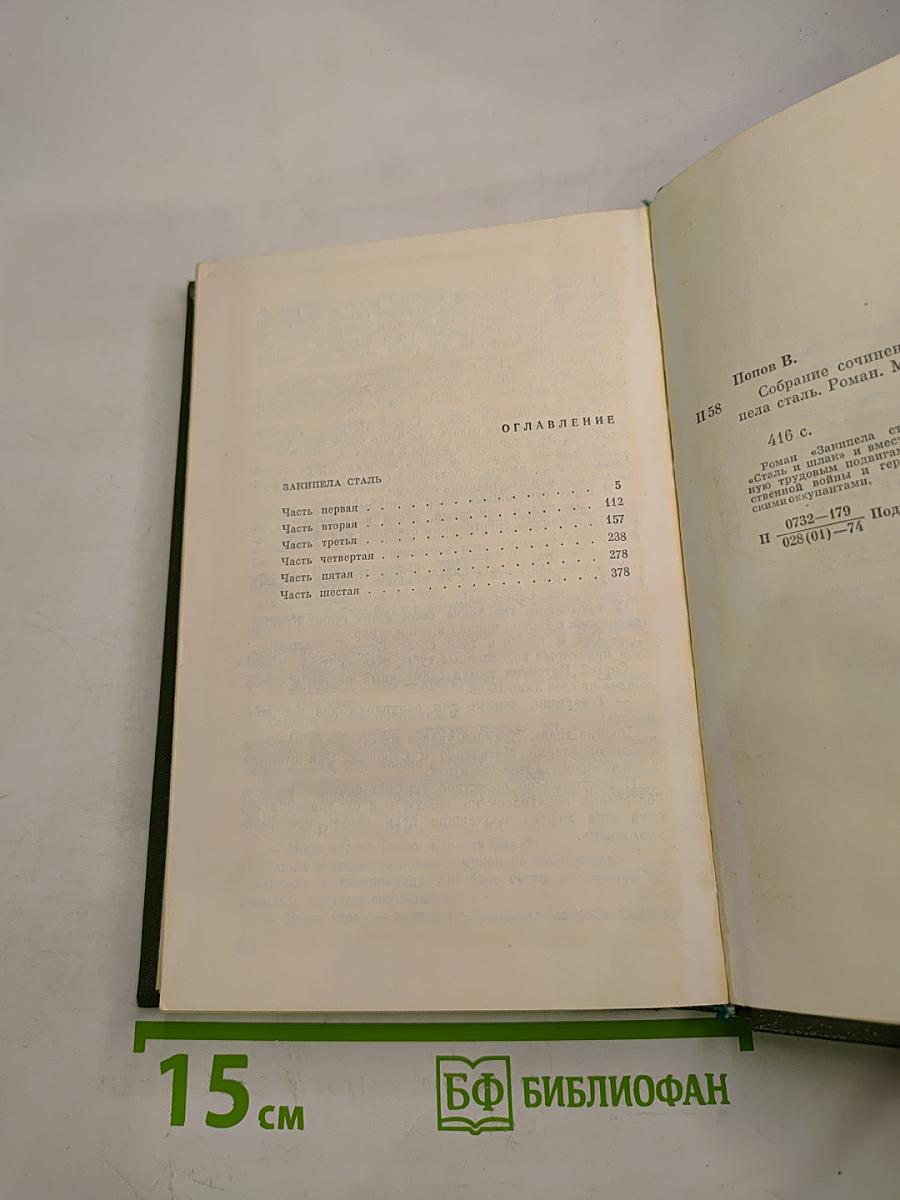 ОГЛАВЛЕНИЕ
ЗАКИПЕЛА СТАЛЬ
Часть первая . . . . . . . . . . . . . . 5
Часть вторая . . . . . . . . . . . . . . 112
Часть третья . . . . . . . . . . . . . . 157
Часть четвертая . . . . . . . . . . . . . 238
Часть пятая . . . . . . . . . . . . . . 278
Часть шестая . . . . . . . . . . . . . . 378
Попов В.
П 58 Собрание сочинен
пела сталь. Роман. М
416 с.
Роман «Закипела ст
«Сталь и шлак» и вмест
ную трудовым подвигам
ственной войны и гер
скими оккупантами,
П 0732—179
028(01)—74 Под
15 см
БФ БИБЛИОФАН